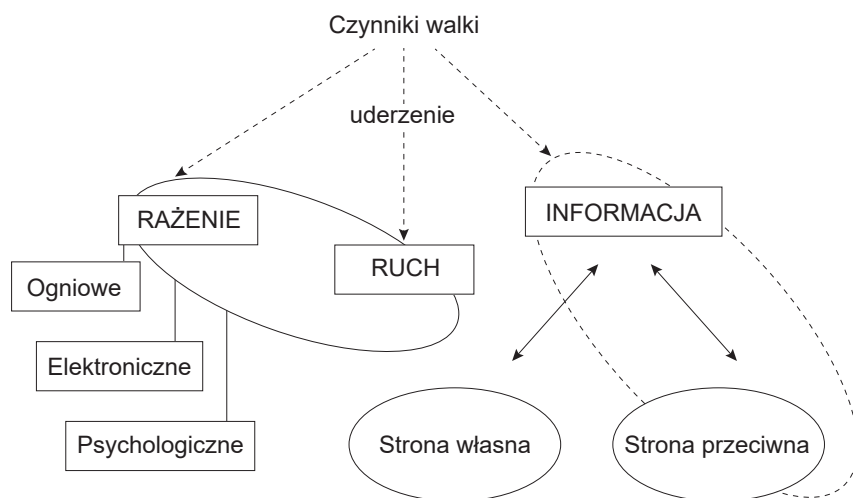 Czynniki walki
uderzenie
RAŻENIE
INFORMACJA
RUCH
Ogniowe
Elektroniczne
Psychologiczne
Strona własna
Strona przeciwna